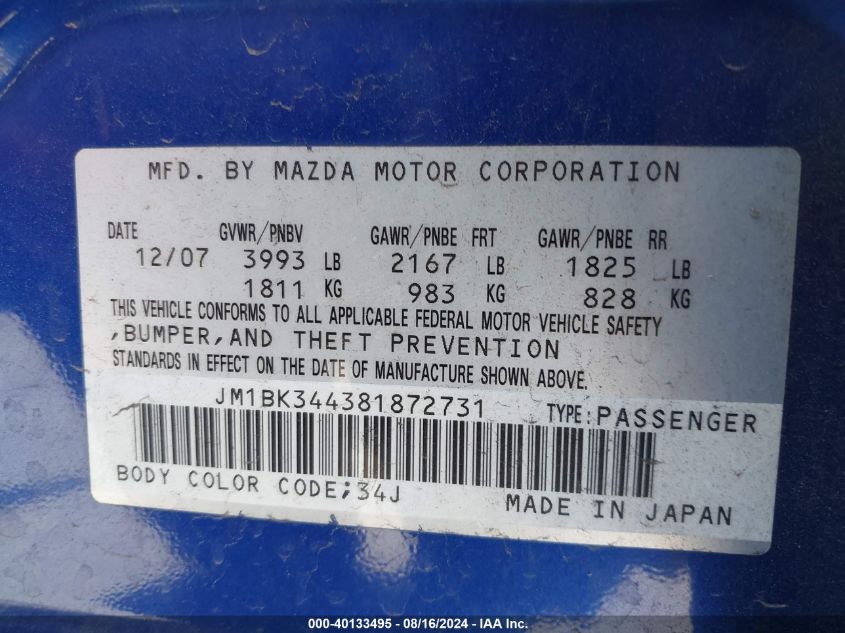 MFD. BY MAZDA MOTOR CORPORATION
DATE GVWR/PNBV GAWR/PNBE FRT GAWR/PNBE RR
12/07 3993 LB 2167 LB 1825 LB
1811 KG 983 KG 828 KG
THIS VEHICLE CONFORMS TO ALL APPLICABLE FEDERAL MOTOR VEHICLE SAFETY
,BUMPER,AND THEFT PREVENTION
STANDARDS IN EFFECT ON THE DATE OF MANUFACTURE SHOWN ABOVE.
JM1BK344381872731 TYPE:PASSENGER
BODY COLOR CODE;34J MADE IN JAPAN
000-40133495 - 08/16/2024 - Copyright © 2024 IAA, Inc.